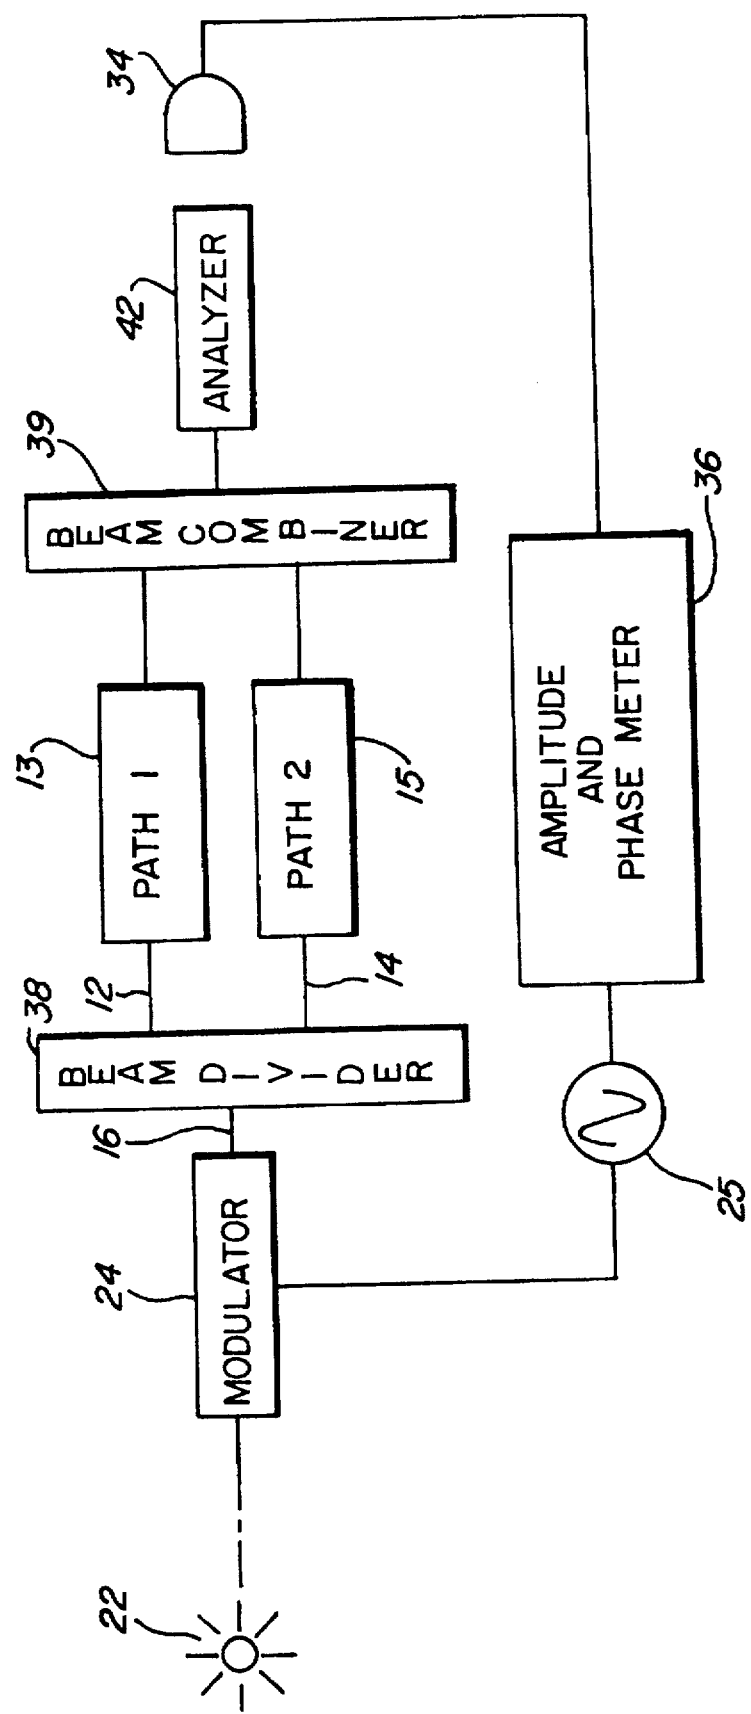 22
24
MODULATOR
16
38
BEAM DIVIDER
12
14
13
PATH 1
PATH 2
15
39
BEAM COMBINER
42
ANALYZER
34
25
AMPLITUDE
AND
PHASE METER
36